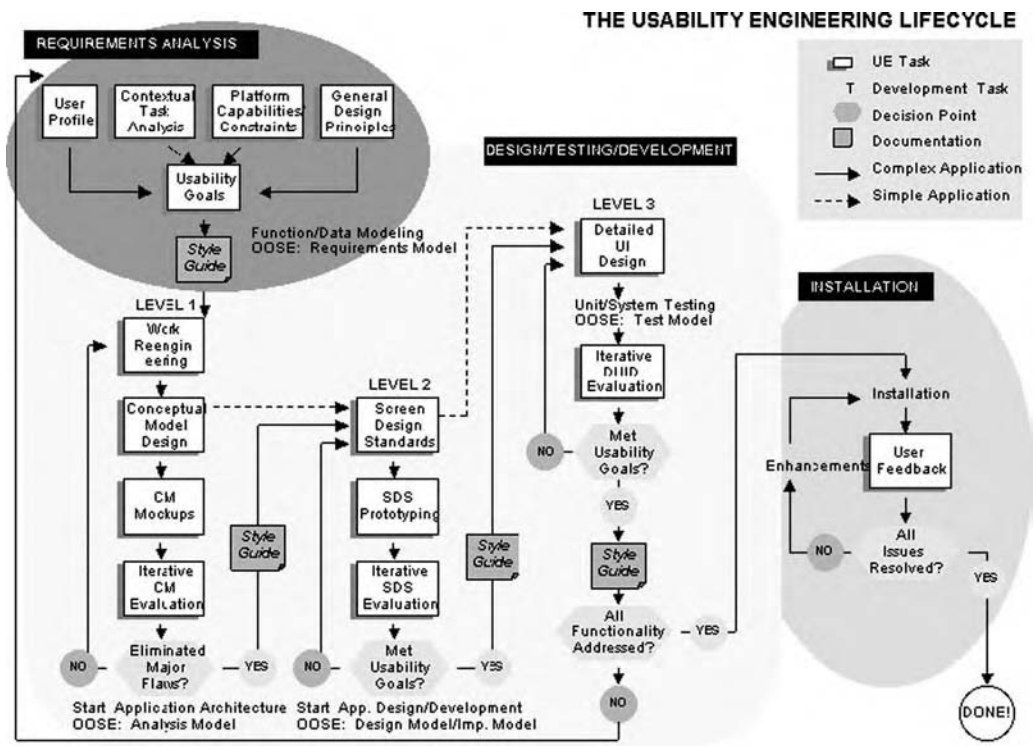 THE USABILITY ENGINEERING LIFECYCLE
REQUIREMENTS ANALYSIS
User
Profile
Contextual
Task
Analysis
Platform
Capabilities/
Constraints
General
Design
Principles
Usability
Goals
Style
Guide
Function/Data Modeling
OOSE: Requirements Model
UE Task
T Development Task
Decision Point
Documentation
Complex Application
Simple Application
DESIGN/TESTING/DEVELOPMENT
LEVEL 1
Work
Reengin
eering
Conceptual
Model
Design
CM
Mockups
Iterative
CM
Evaluation
Eliminated
Major
Flaws?
NO
YES
Style
Guide
Start Application Architecture
OOSE: Analysis Model
LEVEL 2
Screen
Design
Standards
SDS
Prototyping
Iterative
SDS
Evaluation
Met
Usability
Goals?
NO
YES
Style
Guide
Start App. Design/Development
OOSE: Design Model/Imp. Model
LEVEL 3
Detailed
UI
Design
Unit/System Testing
OOSE: Test Model
Iterative
DUID
Evaluation
Met
Usability
Goals?
NO
YES
Style
Guide
All
Functionality
Addressed?
YES
NO
INSTALLATION
Installation
User
Feedback
Enhancements
All
Issues
Resolved?
NO
YES
DONE!